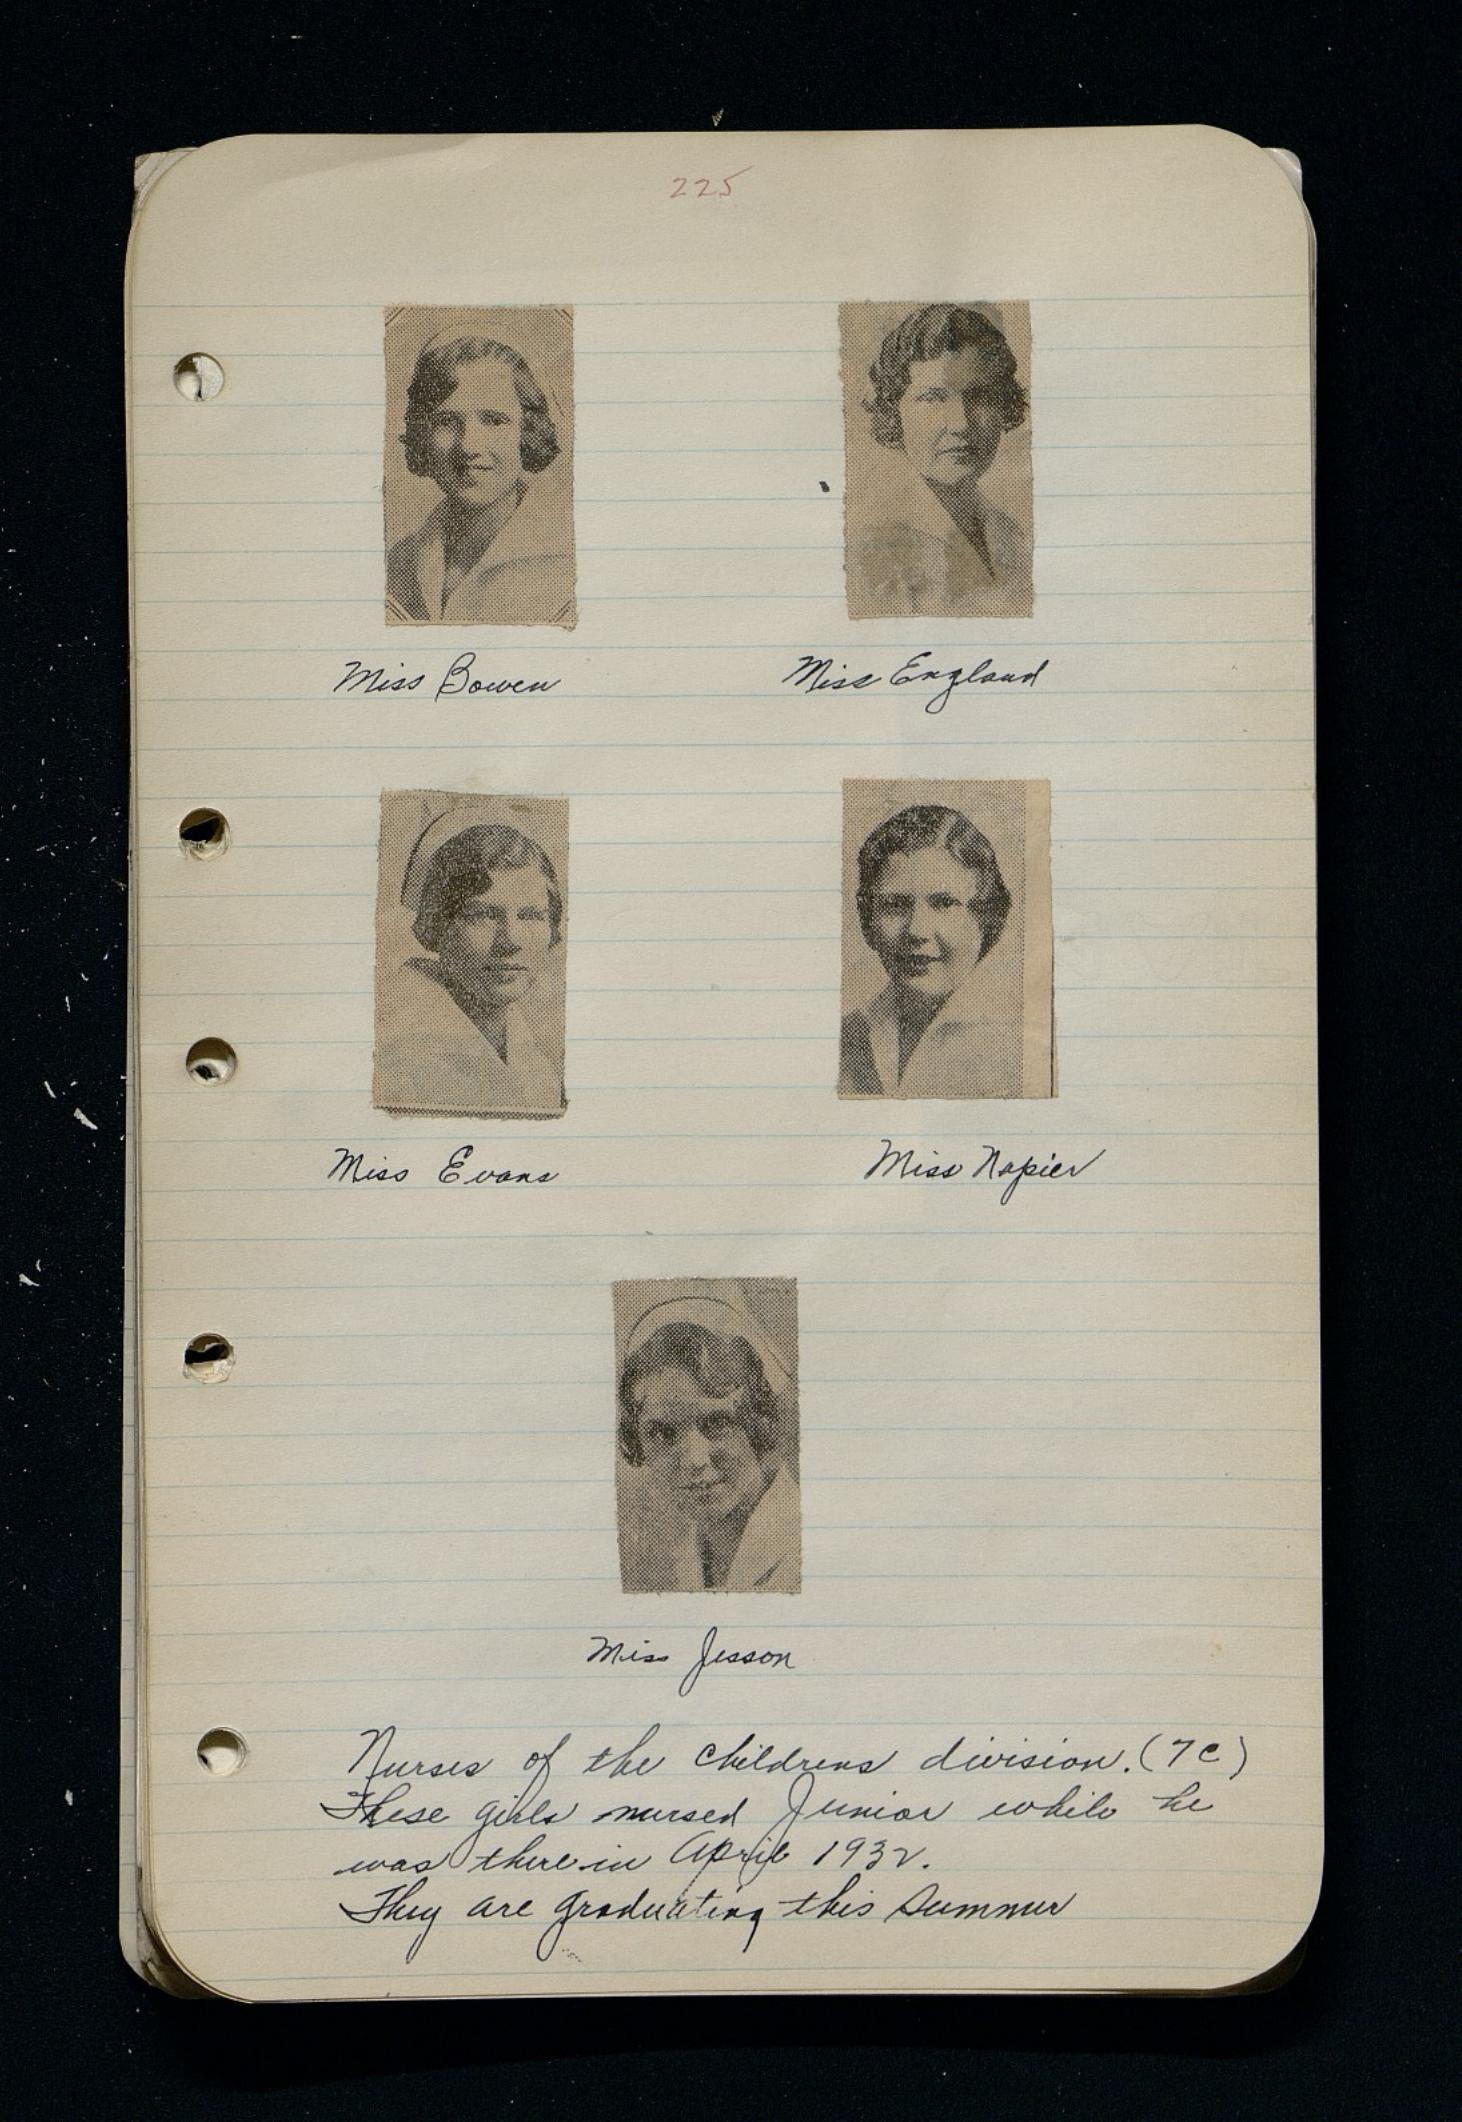 225
Miss Bowen
Miss England
Miss Evans
Miss Napier
Miss Jesson
Nurses of the childrens division. (7C)
These girls nursed Junior while he
was there in April 1932.
They are graduating this summer